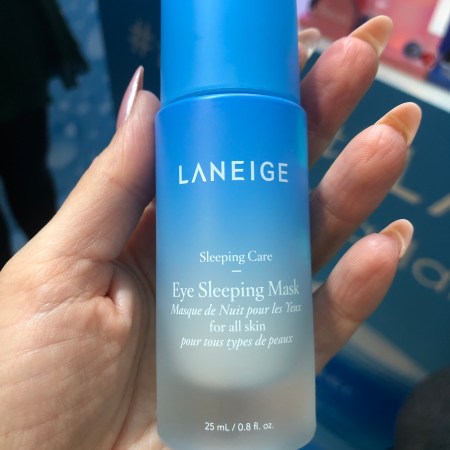 LANEIGE
Sleeping Care
Eye Sleeping Mask
Masque de Nuit pour les Yeux
for all skin
pour tous types de peaux
25 mL / 0.8 fl. oz.